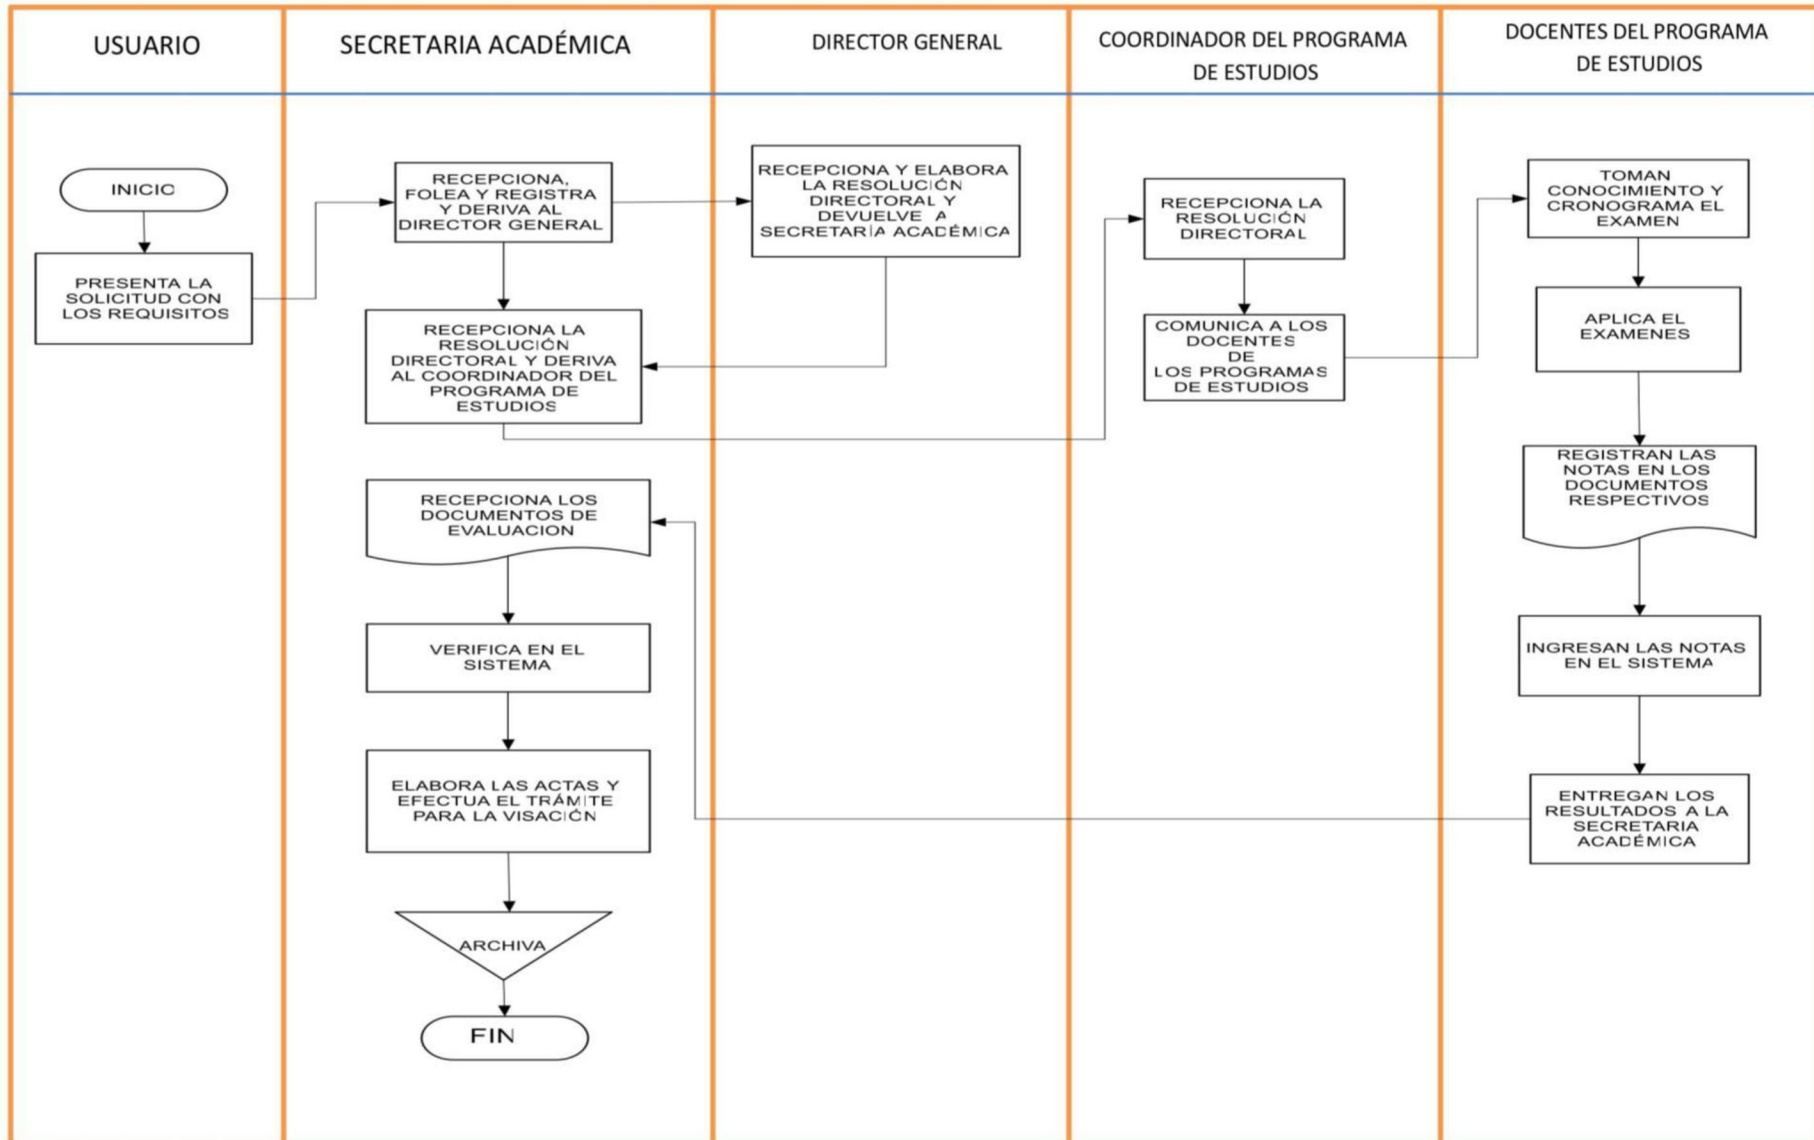 USUARIO
SECRETARIA ACADÉMICA
DIRECTOR GENERAL
COORDINADOR DEL PROGRAMA
DE ESTUDIOS
DOCENTES DEL PROGRAMA
DE ESTUDIOS
INICIO
PRESENTA LA
SOLICITUD CON
LOS REQUISITOS
RECEPCIONA,
FOLEA Y REGISTRA
Y DERIVA AL
DIRECTOR GENERAL
RECEPCIONA LA
RESOLUCIÓN
DIRECTORAL Y DERIVA
AL COORDINADOR DEL
PROGRAMA DE
ESTUDIOS
RECEPCIONA LOS
DOCUMENTOS DE
EVALUACION
VERIFICA EN EL
SISTEMA
ELABORA LAS ACTAS Y
EFECTUA EL TRÁMITE
PARA LA VISACIÓN
ARCHIVA
FIN
RECEPCIONA Y ELABORA
LA RESOLUCIÓN
DIRECTORAL Y
DEVUELVE A
SECRETARÍA ACADÉMICA
RECEPCIONA LA
RESOLUCIÓN
DIRECTORAL
COMUNICA A LOS
DOCENTES
DE
LOS PROGRAMAS
DE ESTUDIOS
TOMAN
CONOCIMIENTO Y
CRONOGRAMA EL
EXAMEN
APLICA EL
EXAMENES
REGISTRAN LAS
NOTAS EN LOS
DOCUMENTOS
RESPECTIVOS
INGRESAN LAS NOTAS
EN EL SISTEMA
ENTREGAN LOS
RESULTADOS A LA
SECRETARIA
ACADÉMICA